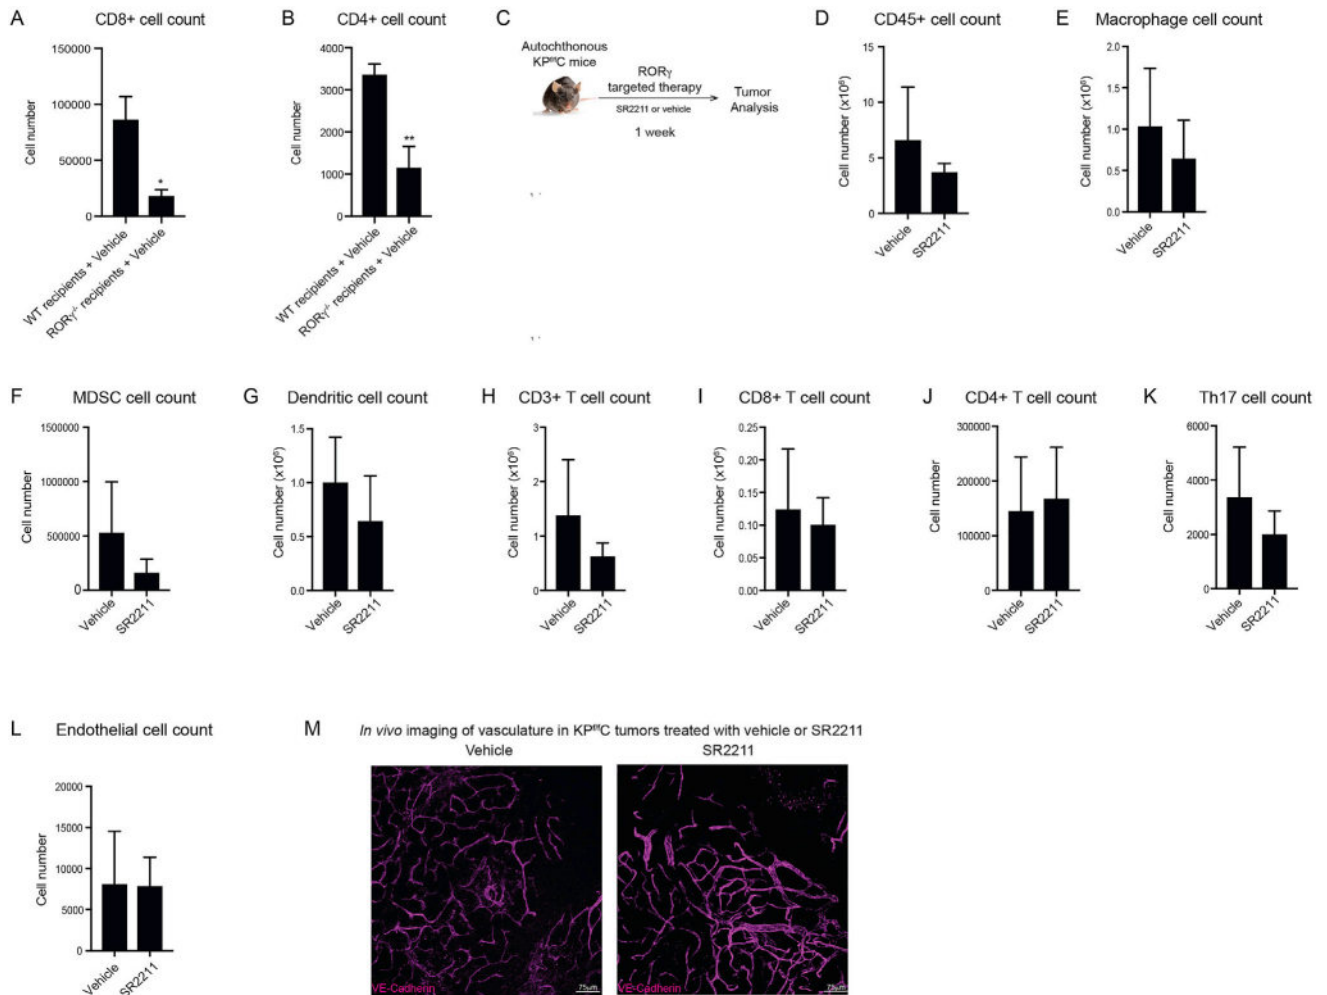 A
CD8+ cell count
Cell number
150000
100000
50000
0
*
WT recipients + Vehicle
RORγ-/- recipients + Vehicle
B
CD4+ cell count
Cell number
4000
3000
2000
1000
0
**
WT recipients + Vehicle
RORγ-/- recipients + Vehicle
C
Autochthonous
KPf/fC mice
RORγ
targeted therapy
SR2211 or vehicle
1 week
Tumor
Analysis
D
CD45+ cell count
Cell number (x10⁶)
15
10
5
0
Vehicle
SR2211
E
Macrophage cell count
Cell number (x10⁶)
2.0
1.5
1.0
0.5
0.0
Vehicle
SR2211
F
MDSC cell count
Cell number
1500000
1000000
500000
0
Vehicle
SR2211
G
Dendritic cell count
Cell number (x10⁶)
1.5
1.0
0.5
0.0
Vehicle
SR2211
H
CD3+ T cell count
Cell number (x10⁶)
3
2
1
0
Vehicle
SR2211
I
CD8+ T cell count
Cell number (x10⁶)
0.25
0.20
0.15
0.10
0.05
0.00
Vehicle
SR2211
J
CD4+ T cell count
Cell number
300000
200000
100000
0
Vehicle
SR2211
K
Th17 cell count
Cell number
6000
4000
2000
0
Vehicle
SR2211
L
Endothelial cell count
Cell number
20000
15000
10000
5000
0
Vehicle
SR2211
M
In vivo imaging of vasculature in KPf/fC tumors treated with vehicle or SR2211
Vehicle
SR2211
VE-Cadherin
75μm
VE-Cadherin
75μm